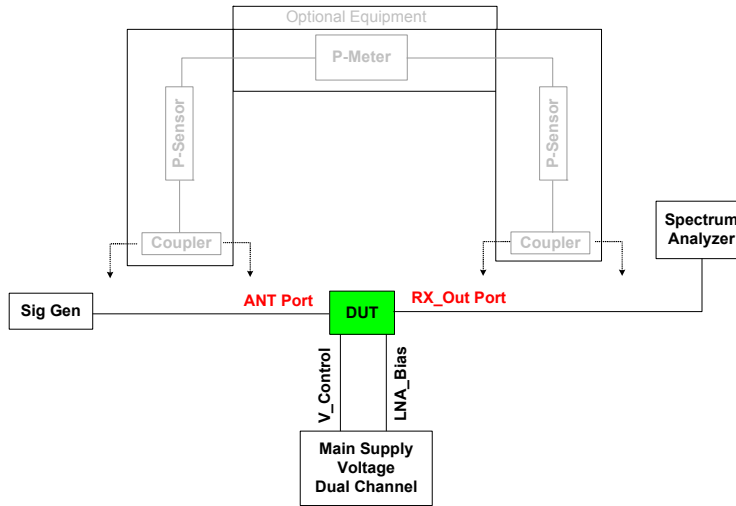 Optional Equipment
P-Meter
P-Sensor
P-Sensor
Coupler
Coupler
Spectrum
Analyzer
ANT Port
RX_Out Port
Sig Gen
DUT
V_Control
LNA_Bias
Main Supply
Voltage
Dual Channel